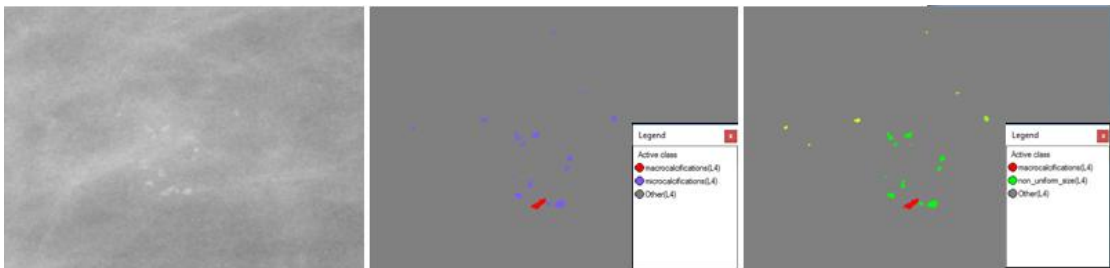 Legend
x
Active class
macrocalcifications(L4)
microcalcifications(L4)
Other(L4)
Legend
x
Active class
macrocalcifications(L4)
non_uniform_size(L4)
Other(L4)